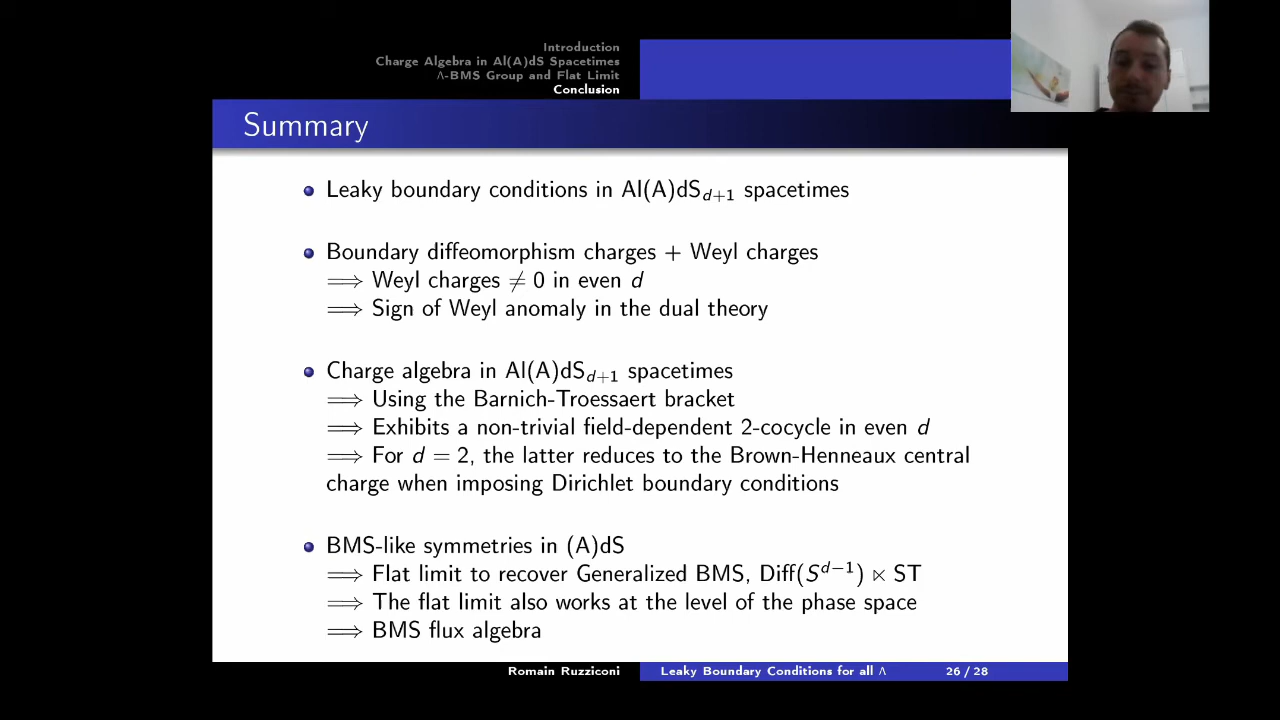 Introduction
Charge Algebra in Al(A)dS Spacetimes
Λ-BMS Group and Flat Limit
Conclusion
Summary
Leaky boundary conditions in Al(A)dS_{d+1} spacetimes
Boundary diffeomorphism charges + Weyl charges
⟹ Weyl charges ≠ 0 in even d
⟹ Sign of Weyl anomaly in the dual theory
Charge algebra in Al(A)dS_{d+1} spacetimes
⟹ Using the Barnich-Troessaert bracket
⟹ Exhibits a non-trivial field-dependent 2-cocycle in even d
⟹ For d = 2, the latter reduces to the Brown-Henneaux central
charge when imposing Dirichlet boundary conditions
BMS-like symmetries in (A)dS
⟹ Flat limit to recover Generalized BMS, Diff(S^{d−1}) ⋉ ST
⟹ The flat limit also works at the level of the phase space
⟹ BMS flux algebra
Romain Ruzziconi Leaky Boundary Conditions for all Λ 26 / 28